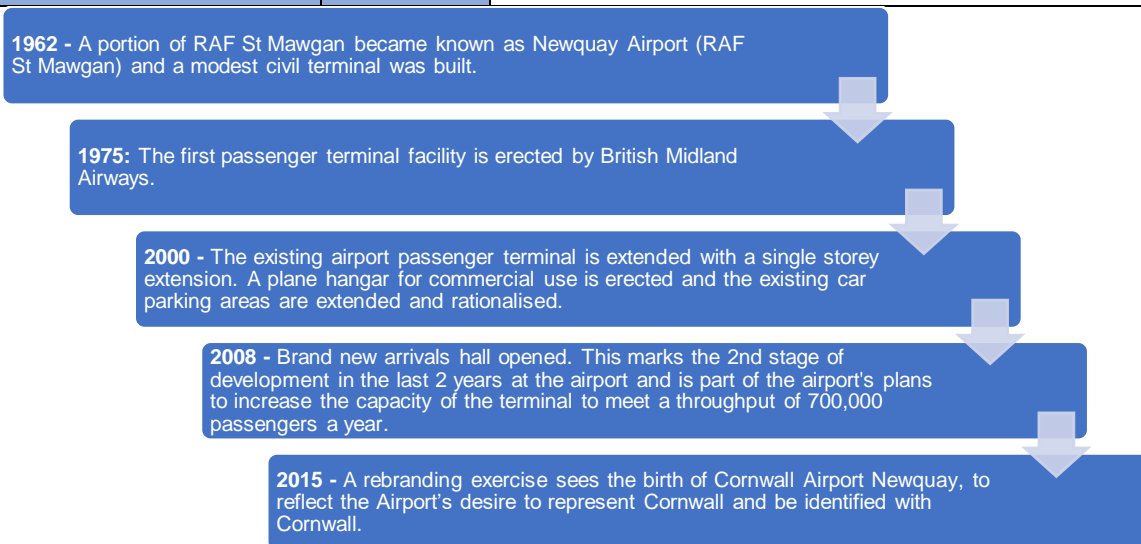 1962 - A portion of RAF St Mawgan became known as Newquay Airport (RAF
St Mawgan) and a modest civil terminal was built.
1975: The first passenger terminal facility is erected by British Midland
Airways.
2000 - The existing airport passenger terminal is extended with a single storey
extension. A plane hangar for commercial use is erected and the existing car
parking areas are extended and rationalised.
2008 - Brand new arrivals hall opened. This marks the 2nd stage of
development in the last 2 years at the airport and is part of the airport's plans
to increase the capacity of the terminal to meet a throughput of 700,000
passengers a year.
2015 - A rebranding exercise sees the birth of Cornwall Airport Newquay, to
reflect the Airport's desire to represent Cornwall and be identified with
Cornwall.